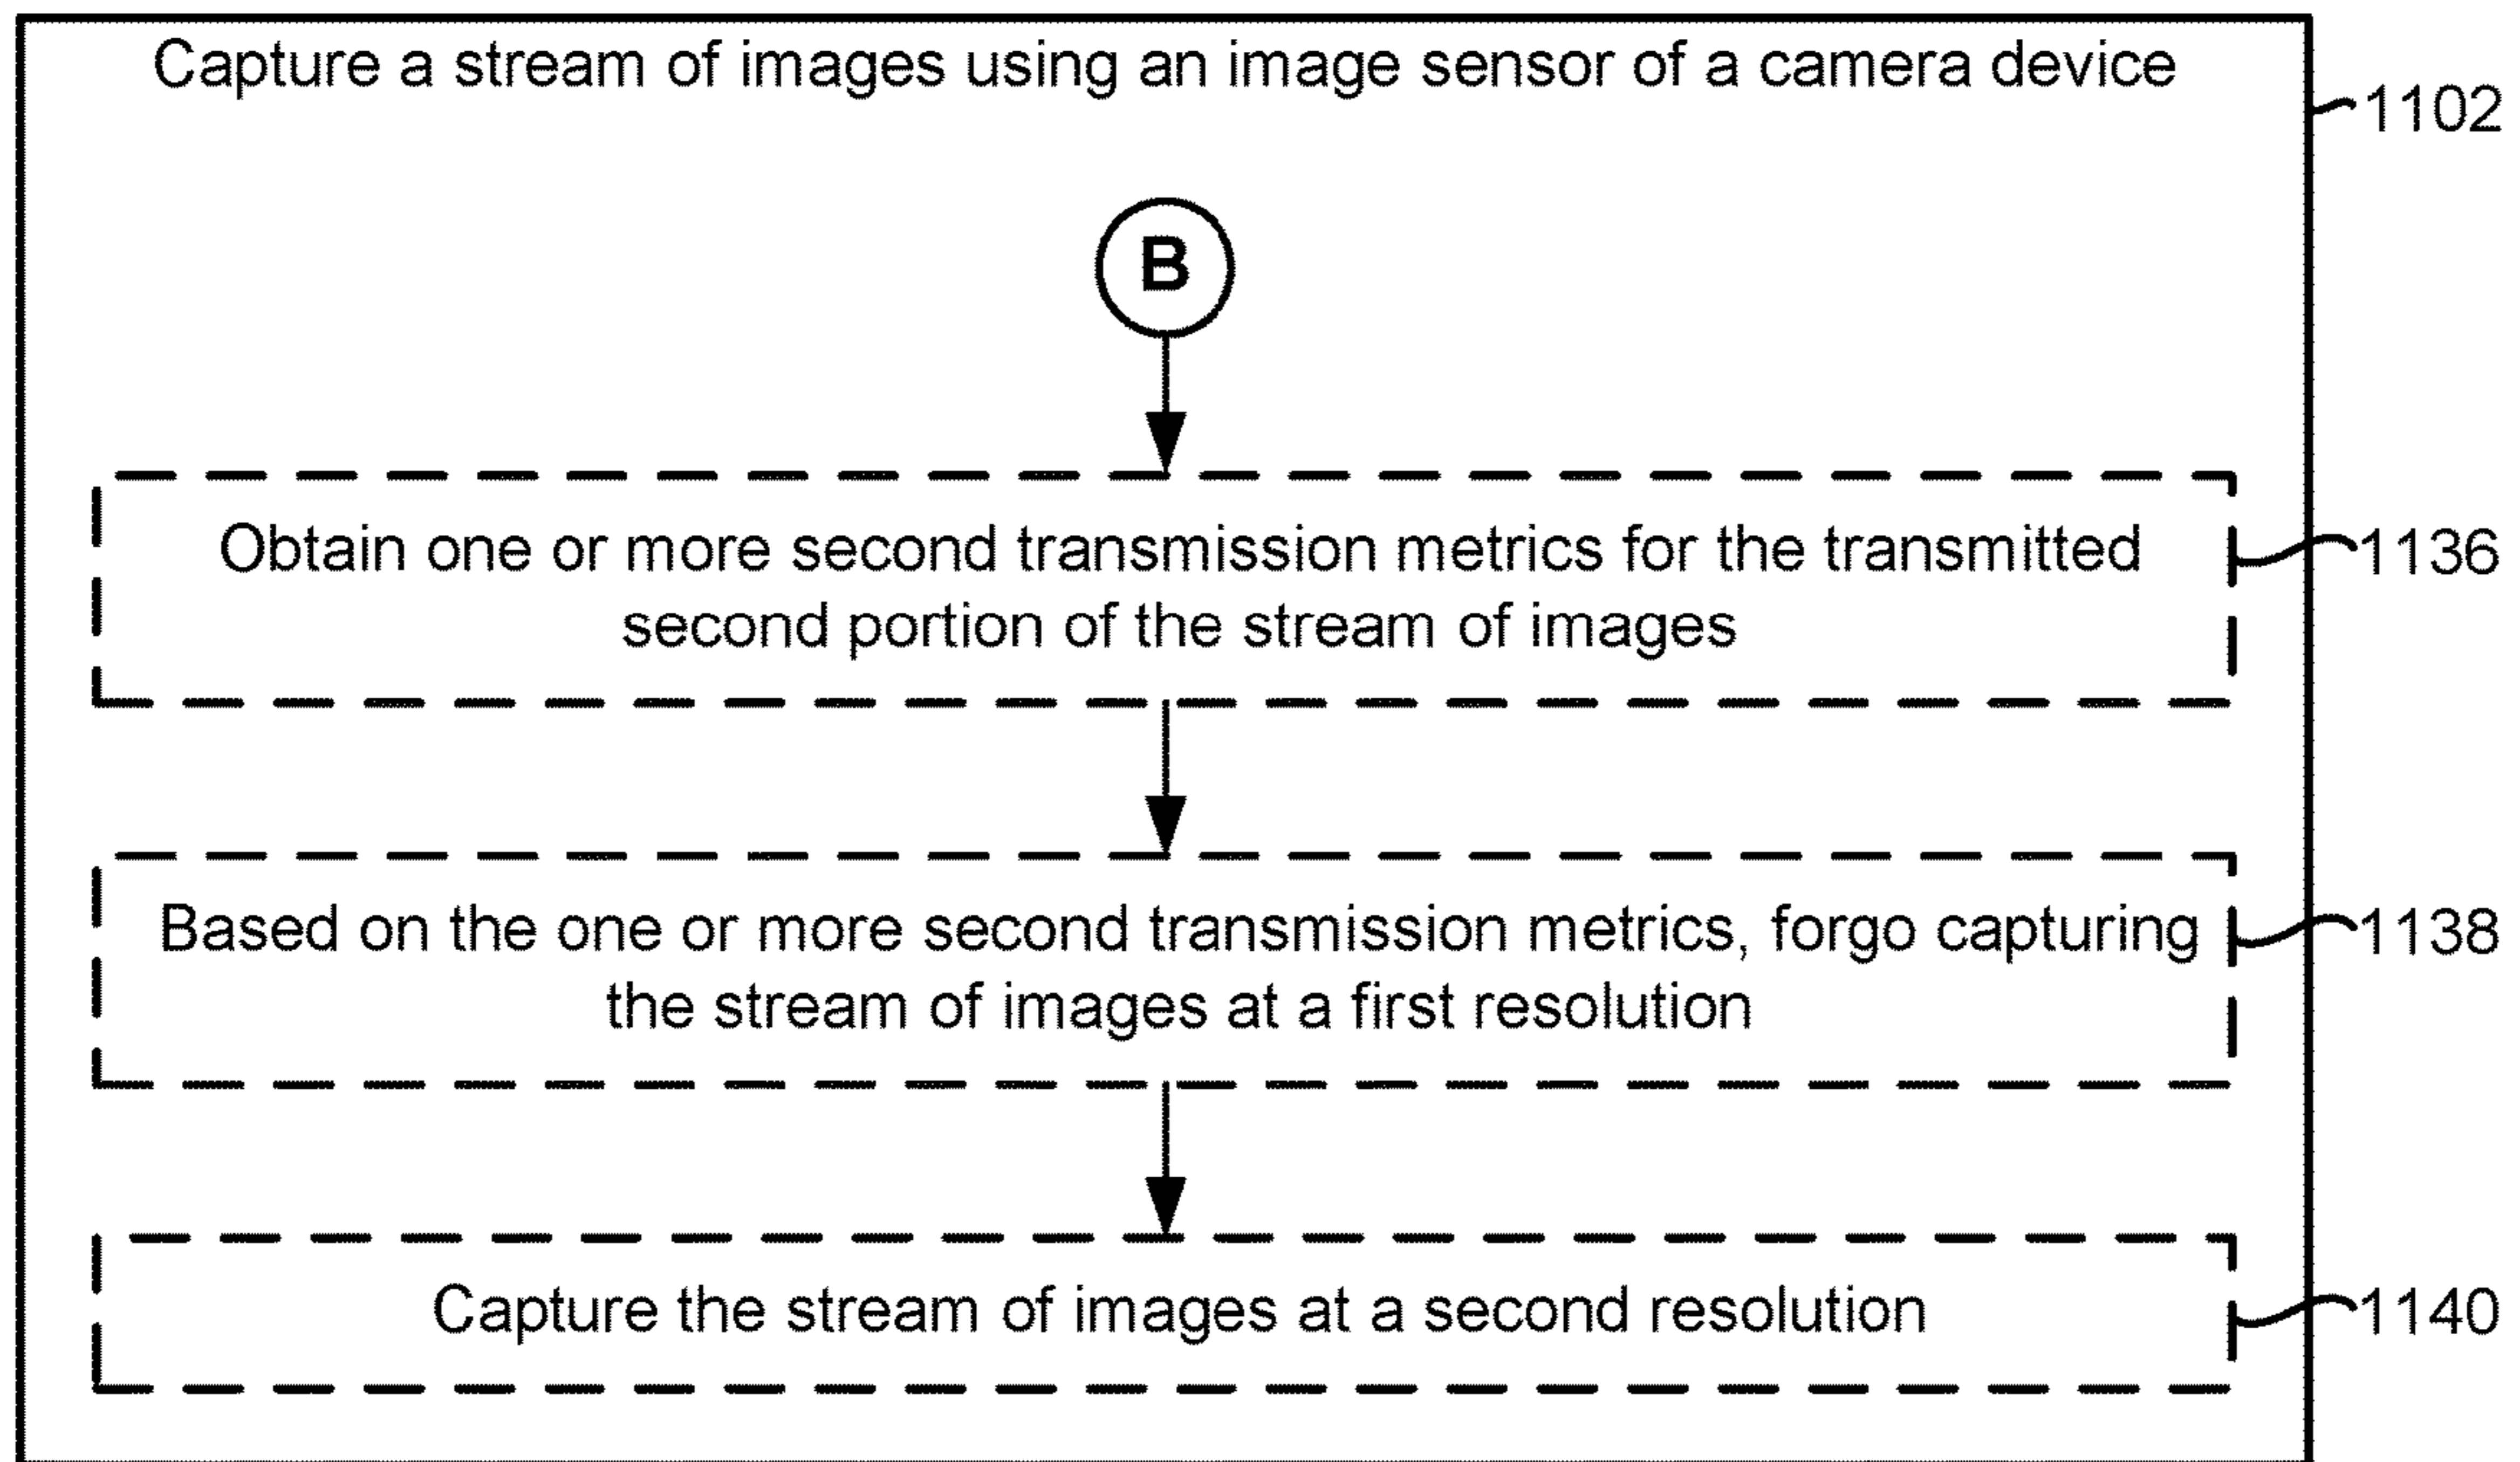 Capture a stream of images using an image sensor of a camera device
1102
B
Obtain one or more second transmission metrics for the transmitted
second portion of the stream of images
1136
Based on the one or more second transmission metrics, forgo capturing
the stream of images at a first resolution
1138
Capture the stream of images at a second resolution
1140